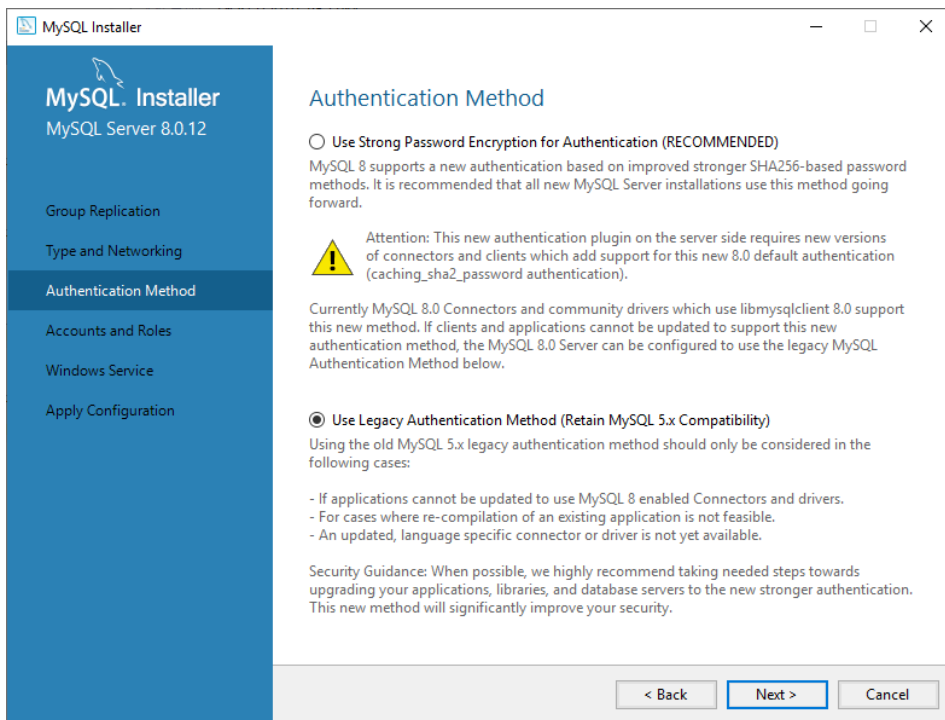 MySQL Installer
MySQL. Installer
MySQL Server 8.0.12
Group Replication
Type and Networking
Authentication Method
Accounts and Roles
Windows Service
Apply Configuration
Authentication Method
Use Strong Password Encryption for Authentication (RECOMMENDED)
MySQL 8 supports a new authentication based on improved stronger SHA256-based password
methods. It is recommended that all new MySQL Server installations use this method going
forward.
Attention: This new authentication plugin on the server side requires new versions
of connectors and clients which add support for this new 8.0 default authentication
(caching_sha2_password authentication).
Currently MySQL 8.0 Connectors and community drivers which use libmysqlclient 8.0 support
this new method. If clients and applications cannot be updated to support this new
authentication method, the MySQL 8.0 Server can be configured to use the legacy MySQL
Authentication Method below.
Use Legacy Authentication Method (Retain MySQL 5.x Compatibility)
Using the old MySQL 5.x legacy authentication method should only be considered in the
following cases:
- If applications cannot be updated to use MySQL 8 enabled Connectors and drivers.
- For cases where re-compilation of an existing application is not feasible.
- An updated, language specific connector or driver is not yet available.
Security Guidance: When possible, we highly recommend taking needed steps towards
upgrading your applications, libraries, and database servers to the new stronger authentication.
This new method will significantly improve your security.
< Back
Next >
Cancel